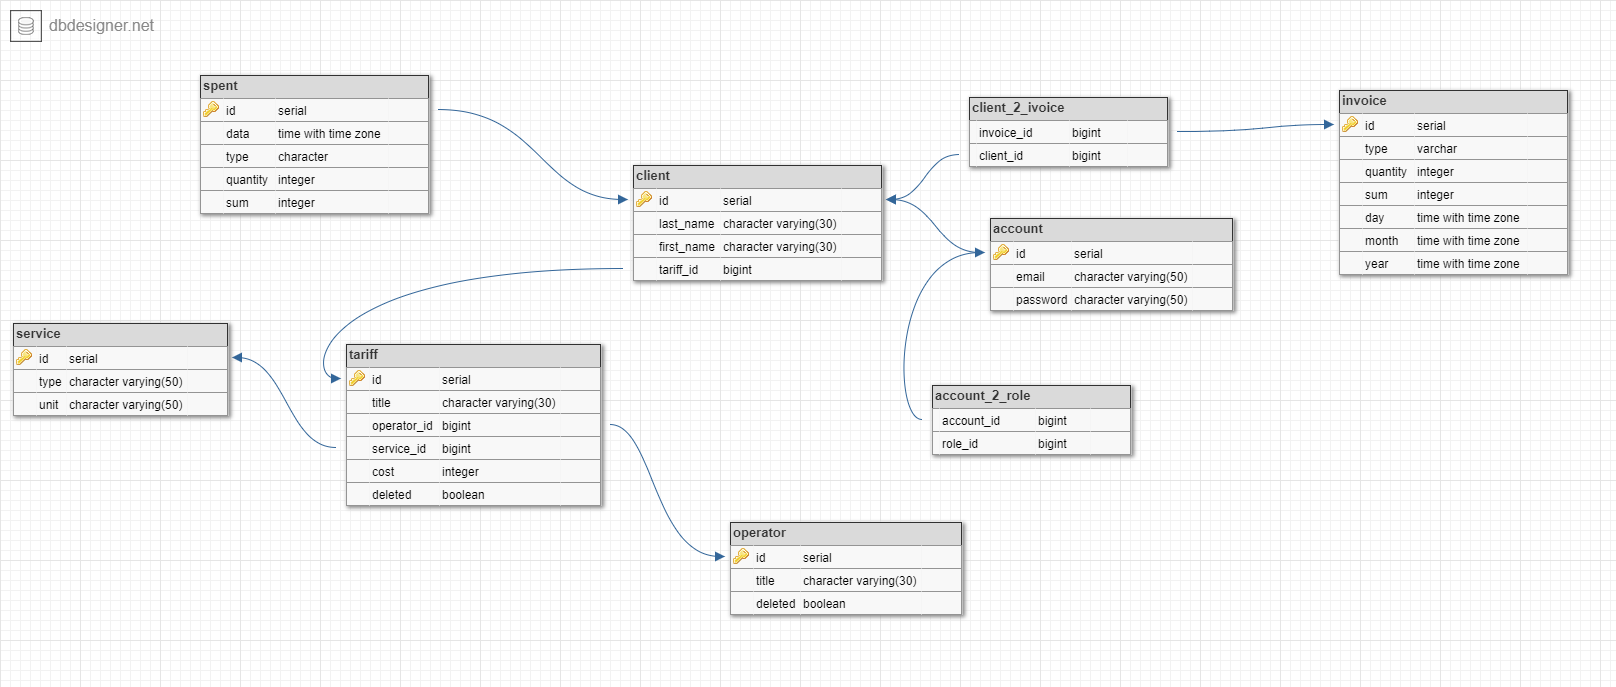 dbdesigner.net
spent
id serial
data time with time zone
type character
quantity integer
sum integer
client
id serial
last_name character varying(30)
first_name character varying(30)
tariff_id bigint
client_2_ivoice
invoice_id bigint
client_id bigint
invoice
id serial
type varchar
quantity integer
sum integer
day time with time zone
month time with time zone
year time with time zone
account
id serial
email character varying(50)
password character varying(50)
service
id serial
type character varying(50)
unit character varying(50)
tariff
id serial
title character varying(30)
operator_id bigint
service_id bigint
cost integer
deleted boolean
account_2_role
account_id bigint
role_id bigint
operator
id serial
title character varying(30)
deleted boolean